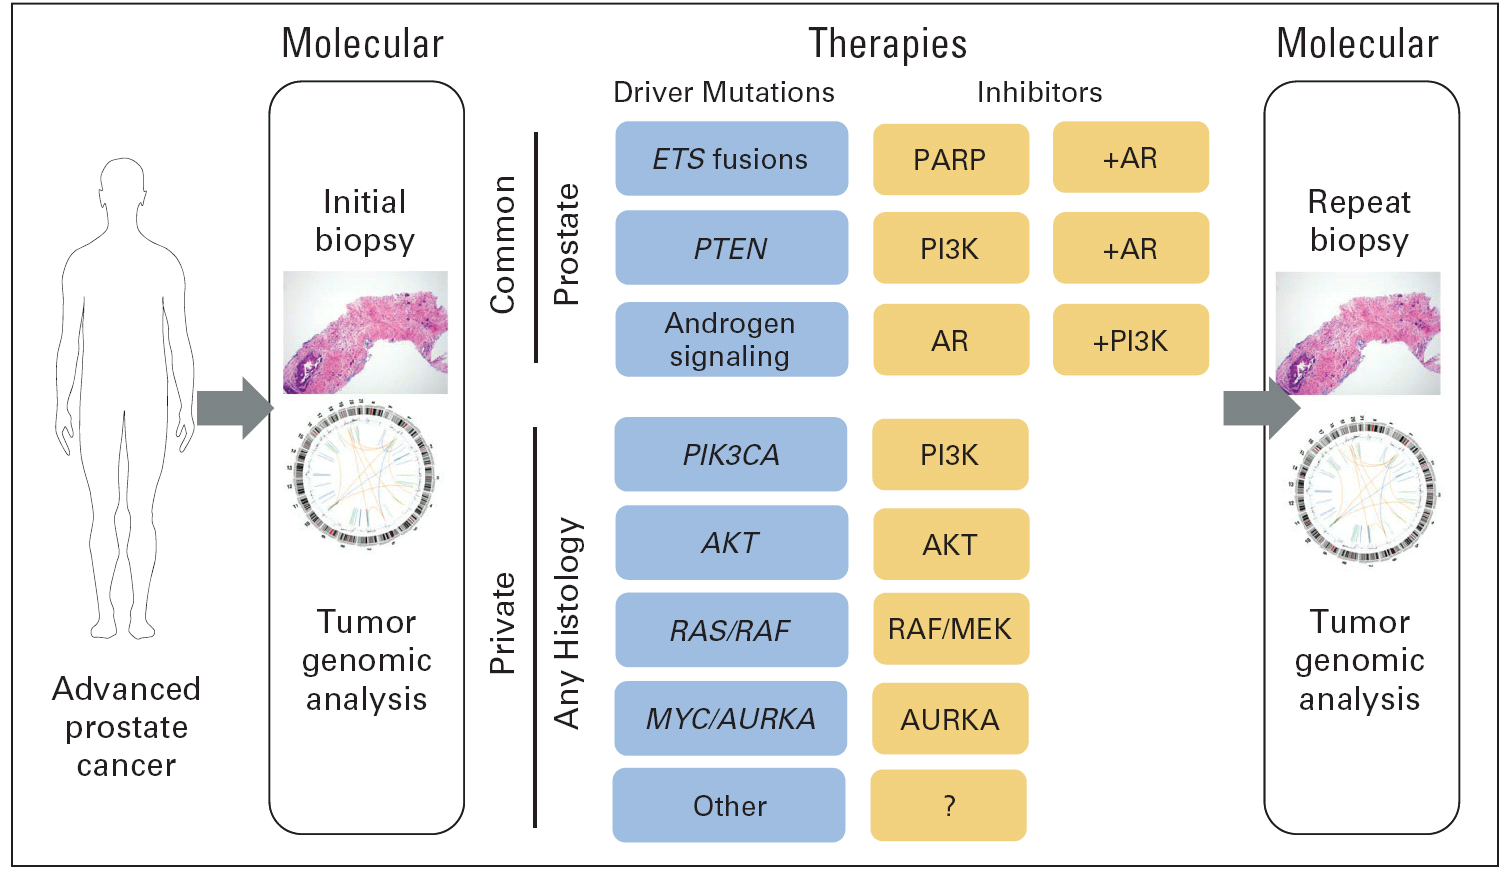 Molecular
Therapies
Molecular
Driver Mutations
Inhibitors
Initial
biopsy
Tumor
genomic
analysis
Advanced
prostate
cancer
Common
Prostate
ETS fusions
PARP
+AR
PTEN
PI3K
+AR
Androgen
signaling
AR
+PI3K
Private
Any Histology
PIK3CA
PI3K
AKT
AKT
RAS/RAF
RAF/MEK
MYC/AURKA
AURKA
Other
?
Repeat
biopsy
Tumor
genomic
analysis